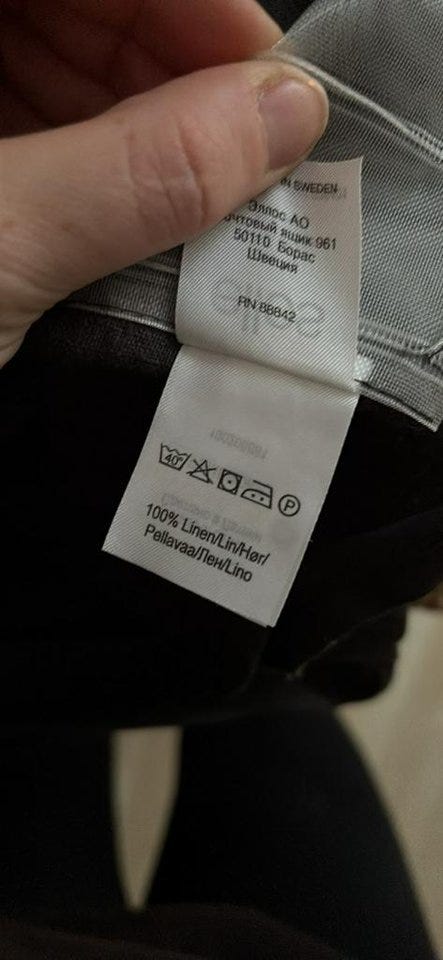 IN SWEDEN
Эллос АО
чтовый ящик 961
50110 Борас
Швеция
RN 88842
40°
P
100% Linen/Lin/Hør/
Pellavaa/Лен/Lino